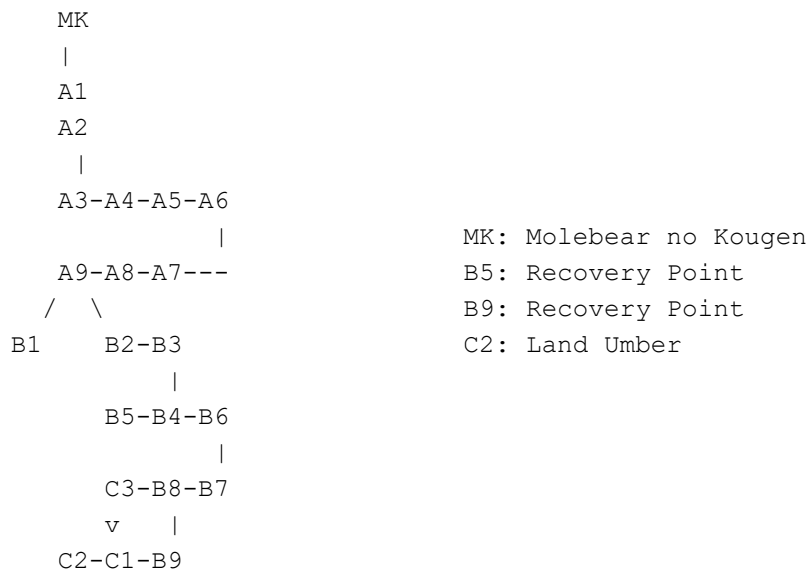 MK
|
A1
A2
|
A3-A4-A5-A6
| MK: Molebear no Kougen
A9-A8-A7--- B5: Recovery Point
/ \ B9: Recovery Point
B1 B2-B3 C2: Land Umber
|
B5-B4-B6
|
C3-B8-B7
v |
C2-C1-B9